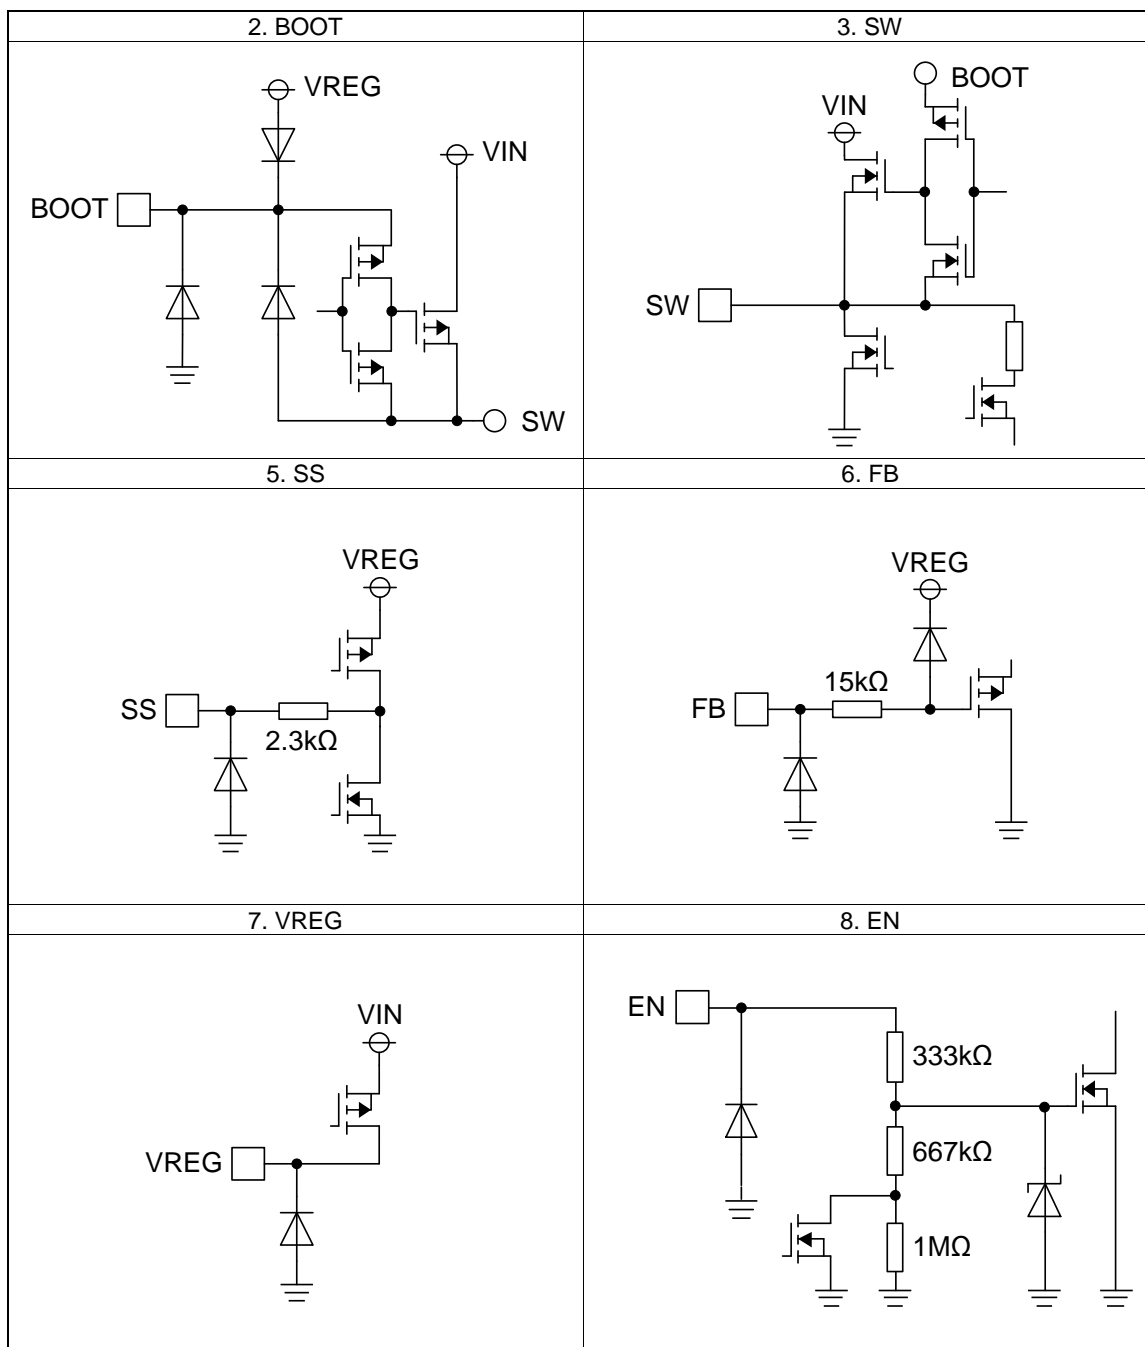 2. BOOT
VREG
VIN
BOOT
SW
3. SW
BOOT
VIN
SW
5. SS
VREG
SS
2.3kΩ
6. FB
VREG
15kΩ
FB
7. VREG
VIN
VREG
8. EN
EN
333kΩ
667kΩ
1MΩ